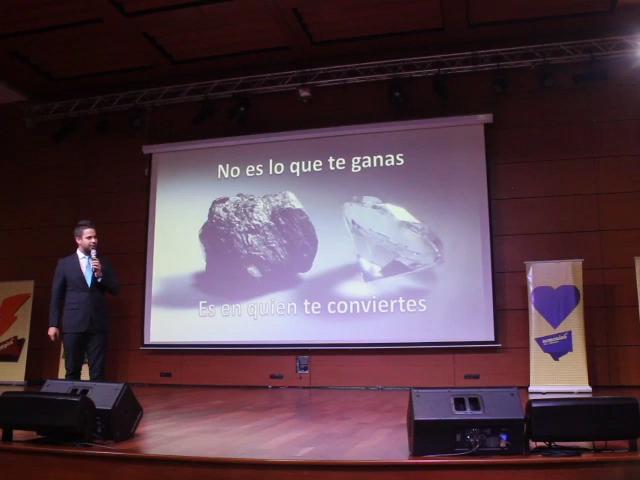 No es lo que te ganas
Es en quien te conviertes